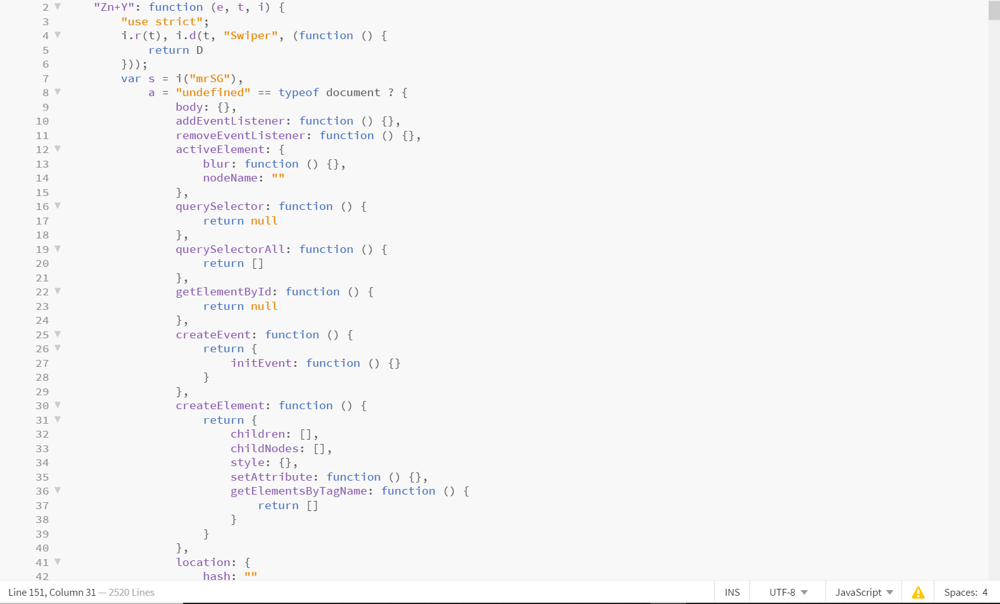 2 "Zn+Y": function (e, t, i) {
3 "use strict";
4 i.r(t), i.d(t, "Swiper", (function () {
5 return D
6 }));
7 var s = i("mrSG"),
8 a = "undefined" == typeof document ? {
9 body: {},
10 addEventListener: function () {},
11 removeEventListener: function () {},
12 activeElement: {
13 blur: function () {},
14 nodeName: ""
15 },
16 querySelector: function () {
17 return null
18 },
19 querySelectorAll: function () {
20 return []
21 },
22 getElementById: function () {
23 return null
24 },
25 createEvent: function () {
26 return {
27 initEvent: function () {}
28 }
29 },
30 createElement: function () {
31 return {
32 children: [],
33 childNodes: [],
34 style: {},
35 setAttribute: function () {},
36 getElementsByTagName: function () {
37 return []
38 }
39 }
40 },
41 location: {
42 hash: ""
Line 151, Column 31 — 2520 Lines INS UTF-8 JavaScript Spaces: 4